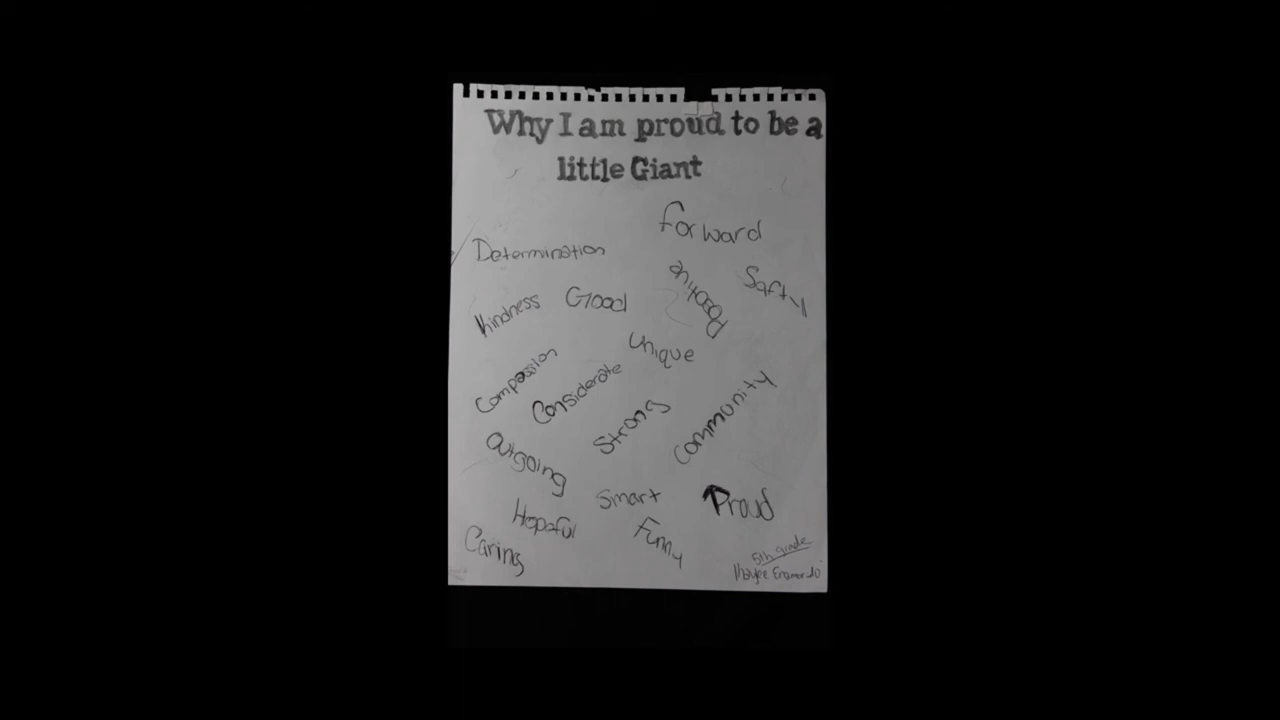 Why I am proud to be a
little Giant
forward
Determination
Safty
Positive
Kindness
Good
Unique
Compassion
Considerate
Strong
Community
Outgoing
Smart
Proud
Hopeful
Funny
Caring
5th grade